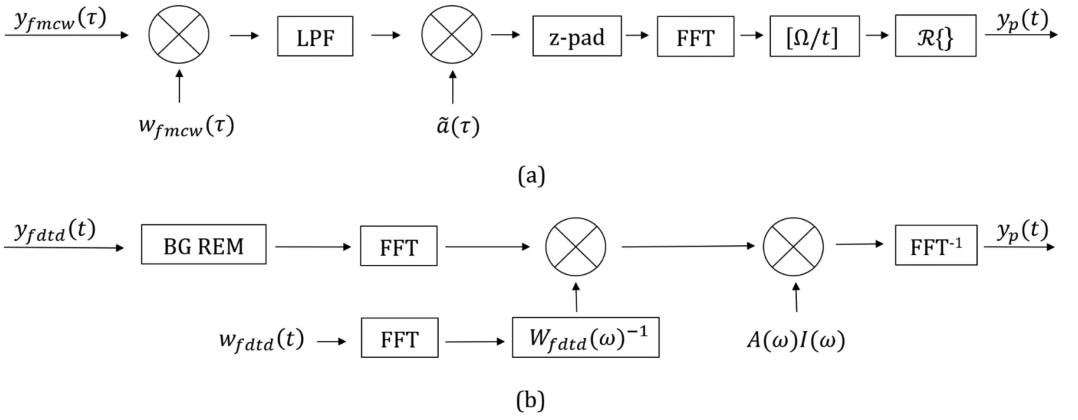 y_fmcw(τ) LPF z-pad FFT [Ω/t] ℛ{} y_p(t)
w_fmcw(τ) ã(τ)
(a)
y_fdtd(t) BG REM FFT FFT⁻¹ y_p(t)
w_fdtd(t) FFT W_fdtd(ω)⁻¹ A(ω)I(ω)
(b)